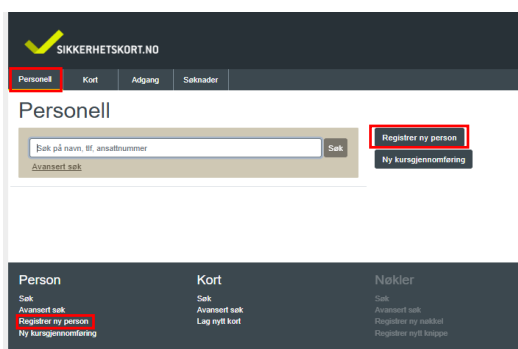 SIKKERHETSKORT.NO
Personell Kort Adgang Søknader
Personell
Registrer ny person
Søk på navn, tlf, ansattnummer Søk
Ny kursgjennomføring
Avansert søk
Person Kort Nøkler
Søk Søk Søk
Avansert søk Avansert søk Avansert søk
Registrer ny person Lag nytt kort Registrer ny nøkkel
Ny kursgjennomføring Registrer nytt knippe